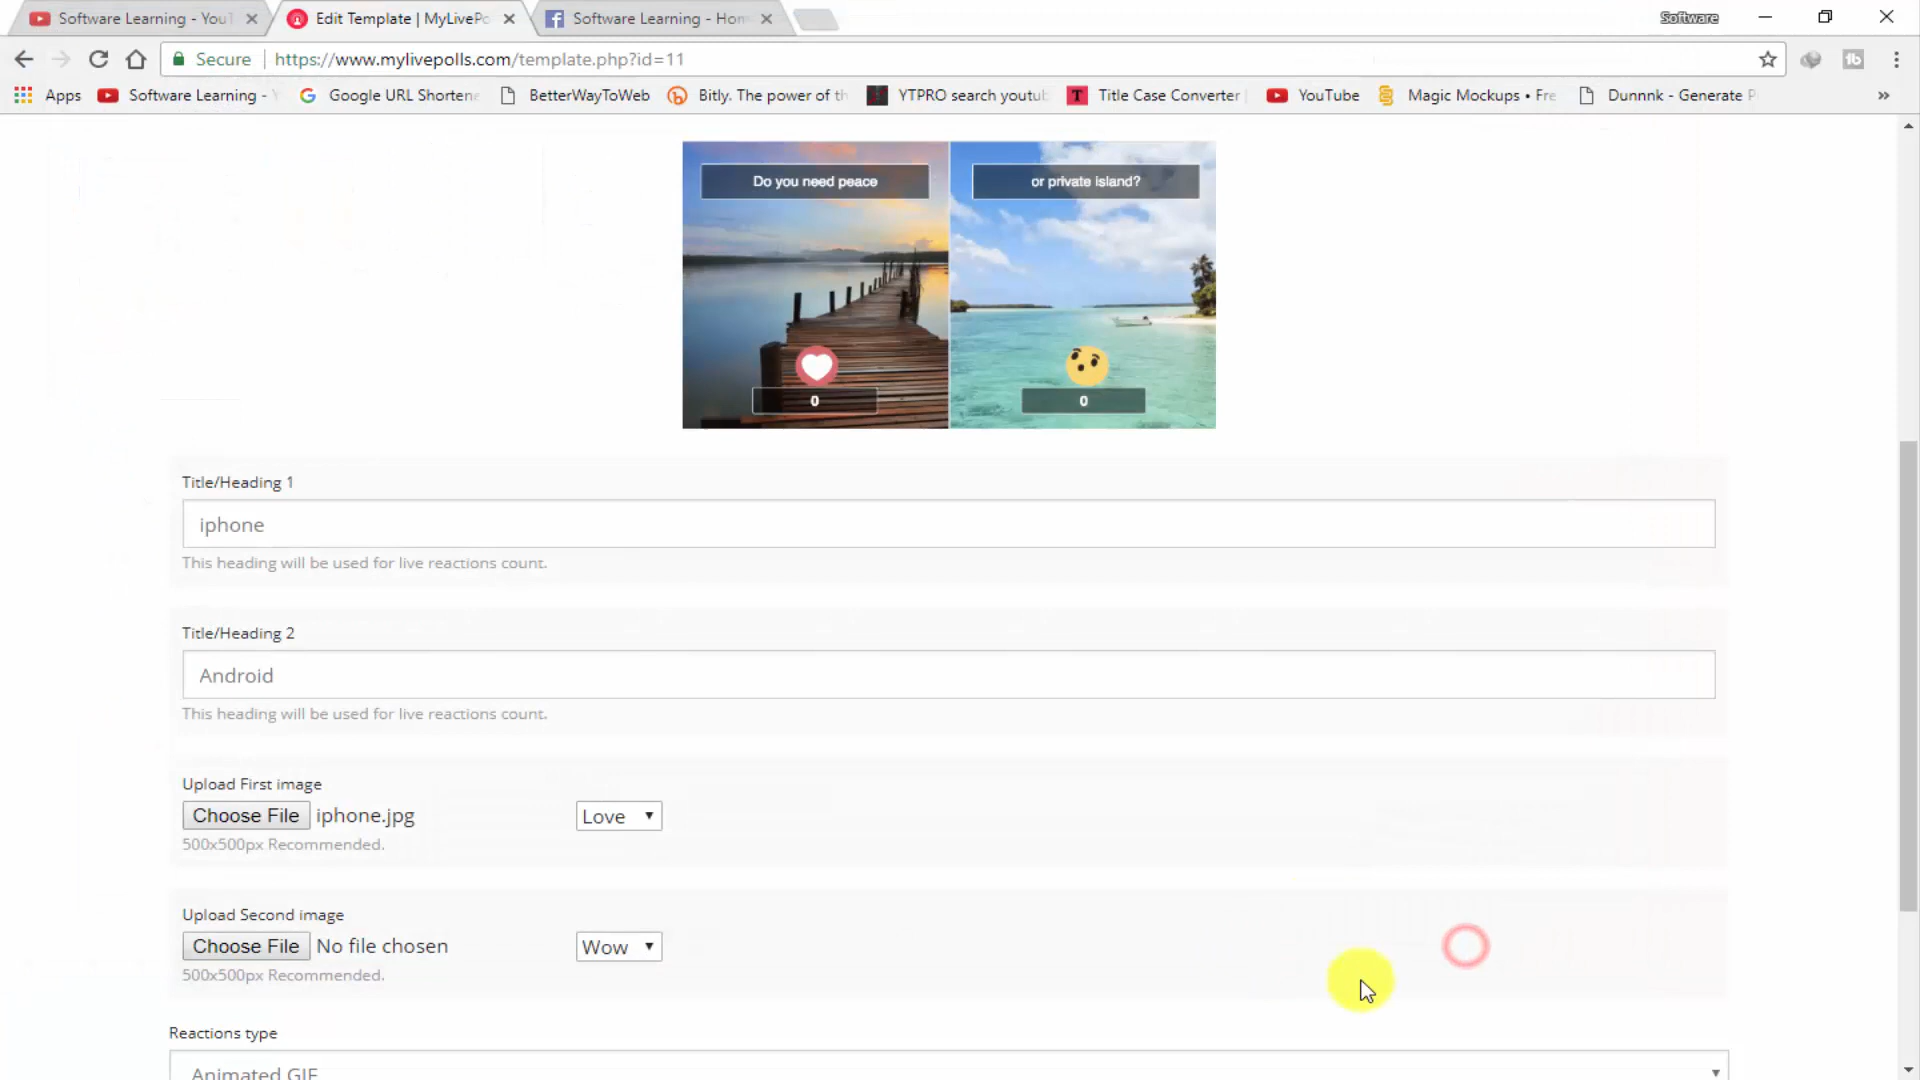 Software Learning - YouT
Edit Template | MyLivePo
Software Learning - Hom
Software
Secure
https://www.mylivepolls.com/template.php?id=11
Apps
Software Learning - Y
Google URL Shortene
BetterWayToWeb
Bitly. The power of th
YTPRO search youtub
Title Case Converter
YouTube
Magic Mockups • Fre
Dunnnk - Generate P
Do you need peace
or private island?
0
0
Title/Heading 1
iphone
This heading will be used for live reactions count.
Title/Heading 2
Android
This heading will be used for live reactions count.
Upload First image
Choose File iphone.jpg Love
500x500px Recommended.
Upload Second image
Choose File No file chosen Wow
500x500px Recommended.
Reactions type
Animated GIF